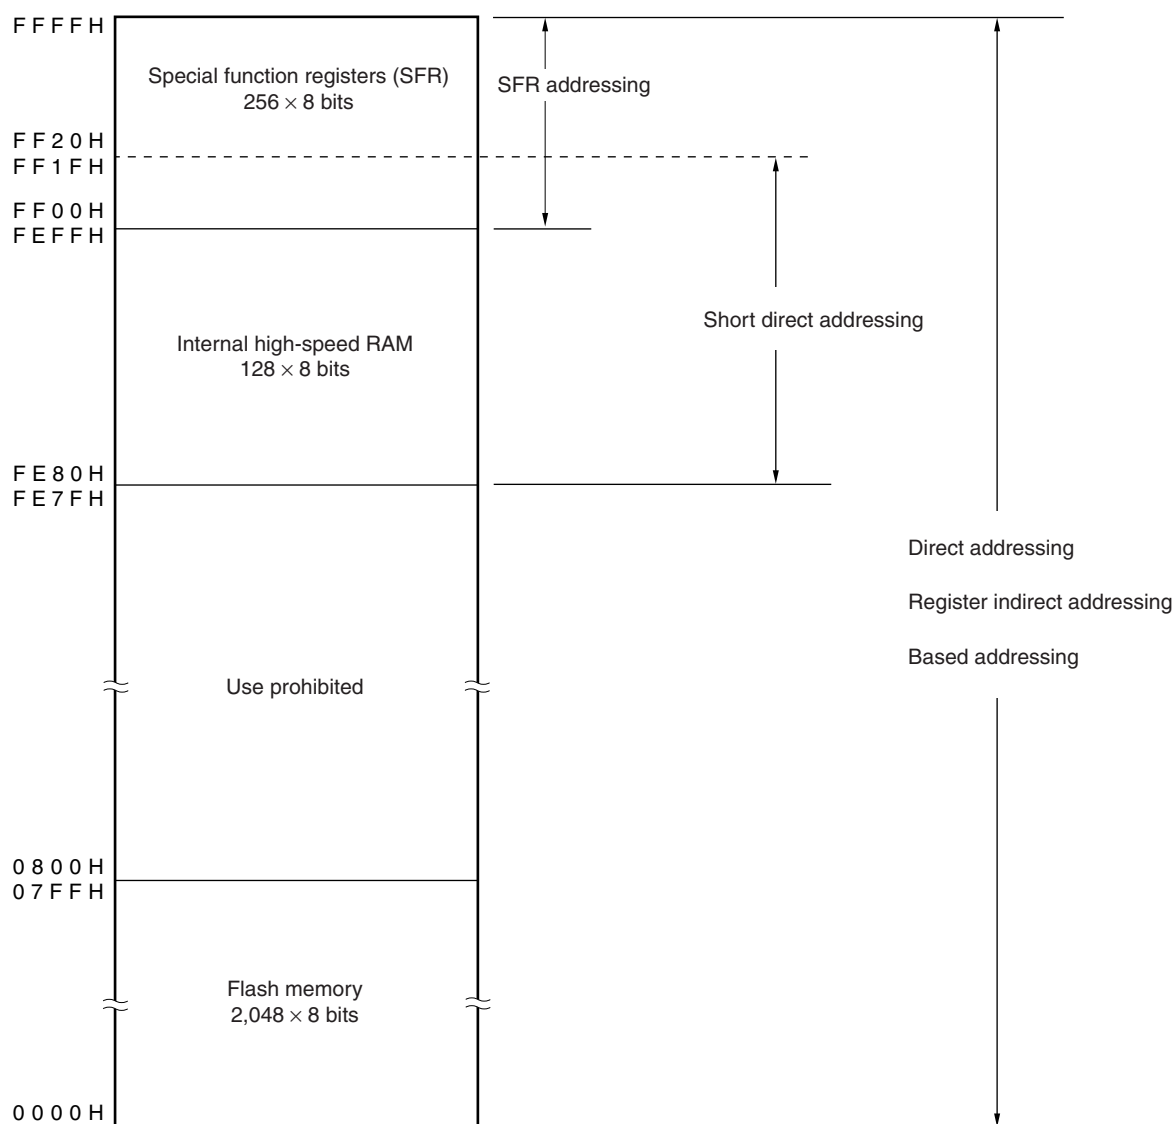 FFFFH
Special function registers (SFR)
256 × 8 bits
SFR addressing
FF20H
FF1FH
FF00H
FEFFH
Short direct addressing
Internal high-speed RAM
128 × 8 bits
FE80H
FE7FH
Direct addressing
Register indirect addressing
Based addressing
Use prohibited
0800H
07FFH
Flash memory
2,048 × 8 bits
0000H